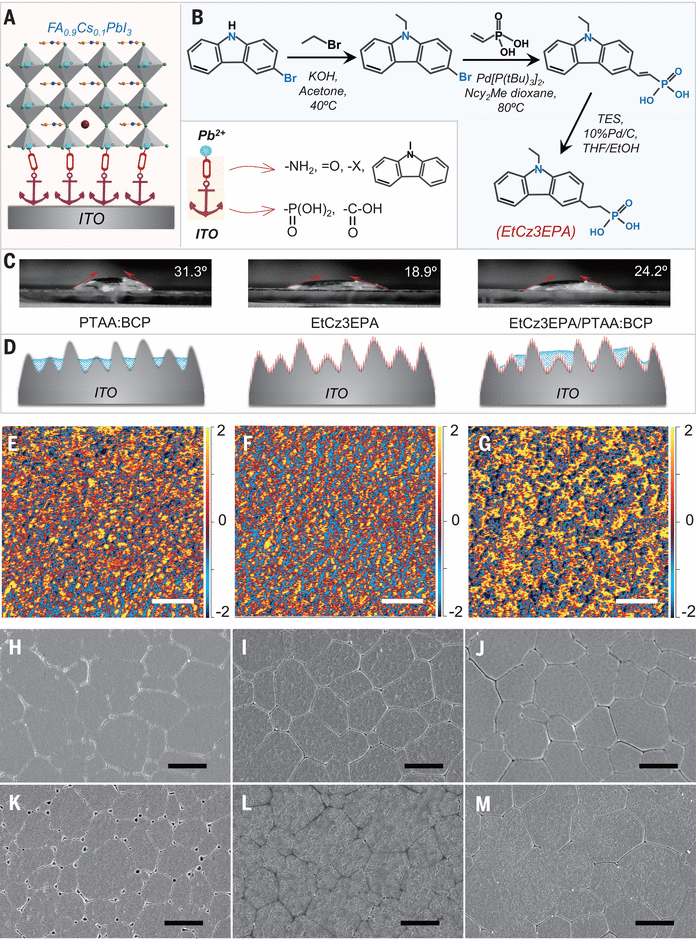 A
FA0.9Cs0.1PbI3
ITO
B
H
N
Br
Br
KOH,
Acetone,
40ºC
N
Br
P
O
OH
OH
Pd[P(tBu)3]2,
Ncy2Me dioxane,
80ºC
N
O
P
OH
HO
TES,
10%Pd/C,
THF/EtOH
N
O
P
OH
HO
(EtCz3EPA)
Pb2+
-NH2, =O, -X,
N
ITO
-P(OH)2, -C-OH
O O
C
31.3º
18.9º
24.2º
PTAA:BCP
EtCz3EPA
EtCz3EPA/PTAA:BCP
D
ITO
ITO
ITO
E
2
0
-2
F
2
0
-2
G
2
0
-2
H
I
J
K
L
M